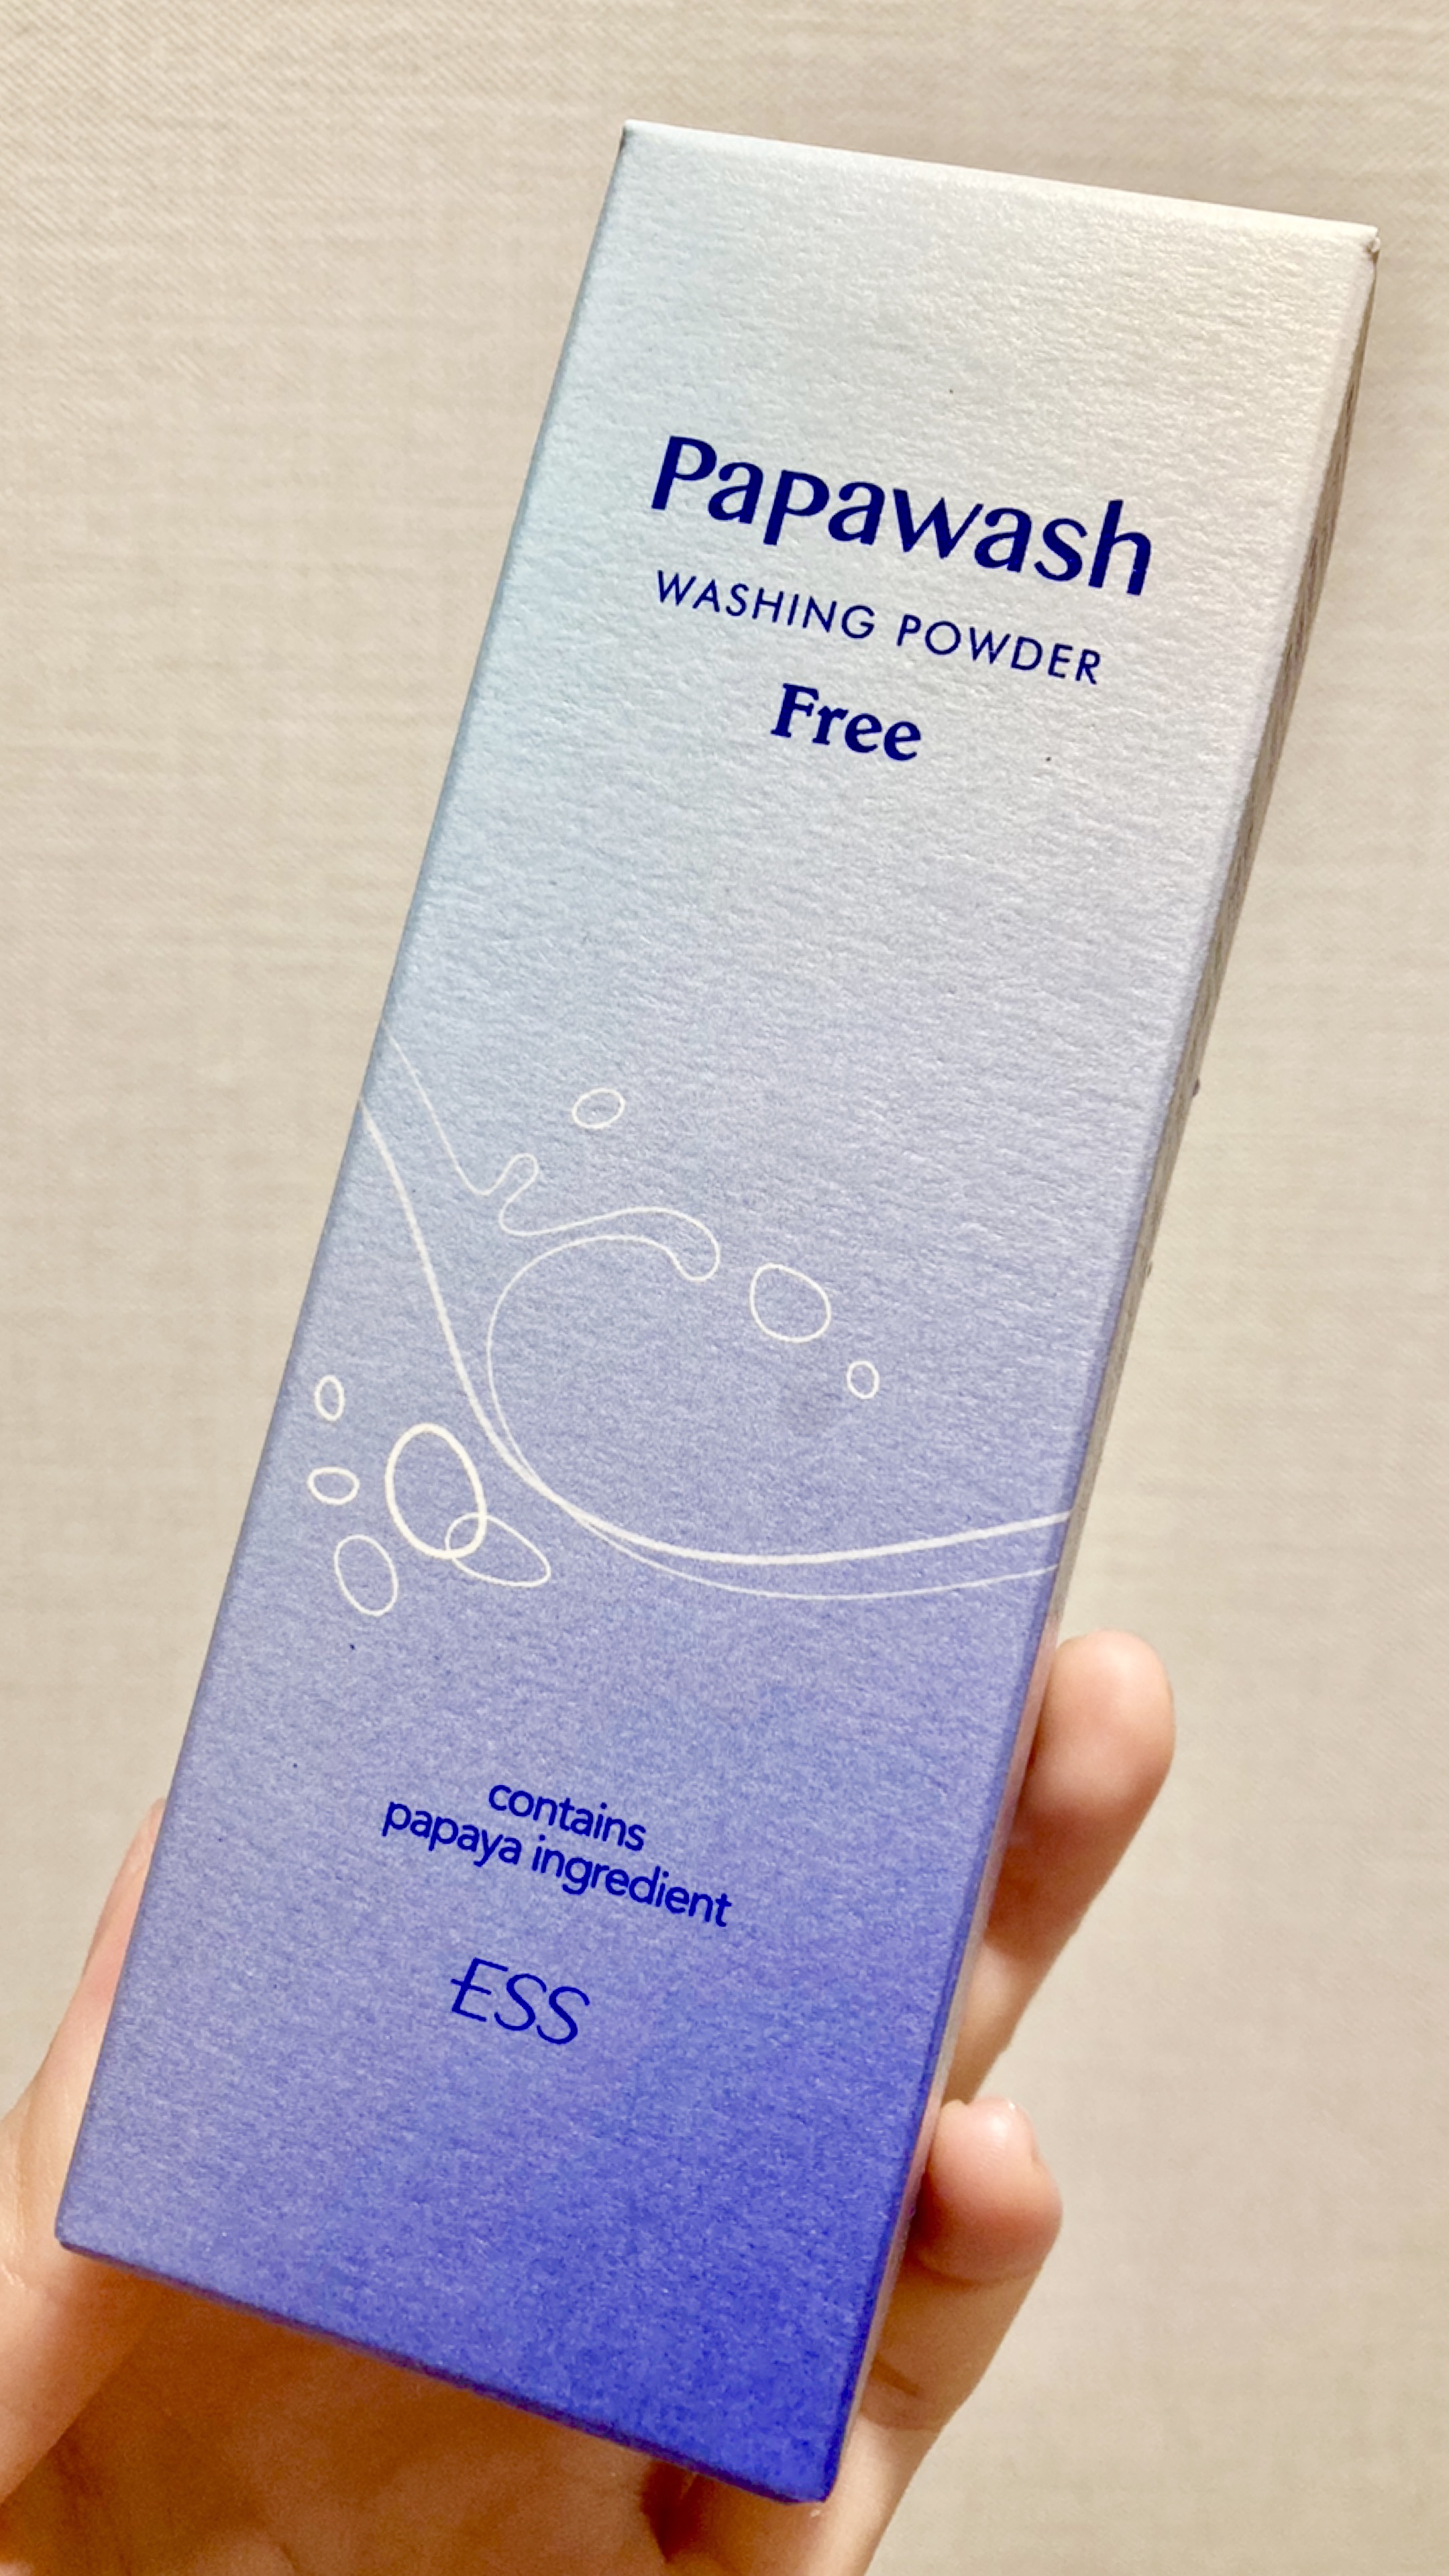 Papawash
WASHING POWDER
Free
contains
papaya ingredient
ESS